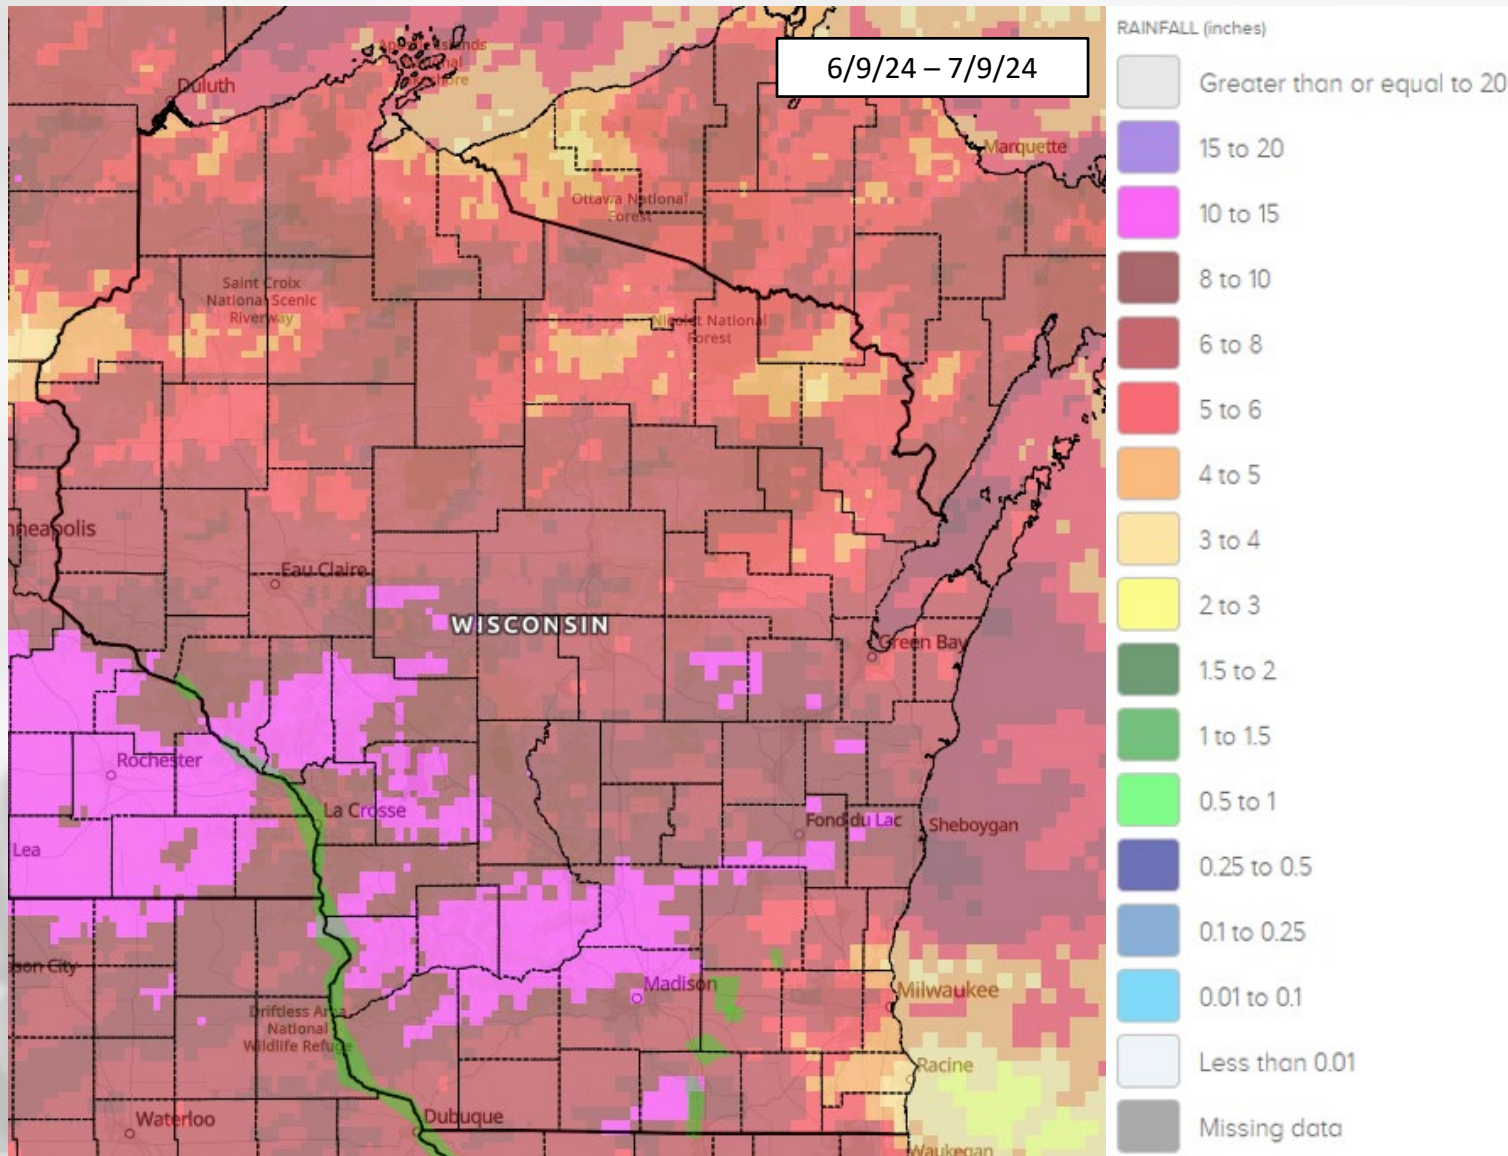 6/9/24 – 7/9/24
Duluth
Marquette
Ottawa National
Forest
Saint Croix
National Scenic
Riverway
Nicolet National
Forest
nneapolis
Eau Claire
WISCONSIN
Green Bay
Rochester
La Crosse
Fond du Lac
Sheboygan
Lea
son City
Madison
Milwaukee
Driftless Area
National
Wildlife Refuge
Racine
Waterloo
Dubuque
Waukegan
RAINFALL (inches)
Greater than or equal to 20
15 to 20
10 to 15
8 to 10
6 to 8
5 to 6
4 to 5
3 to 4
2 to 3
1.5 to 2
1 to 1.5
0.5 to 1
0.25 to 0.5
0.1 to 0.25
0.01 to 0.1
Less than 0.01
Missing data